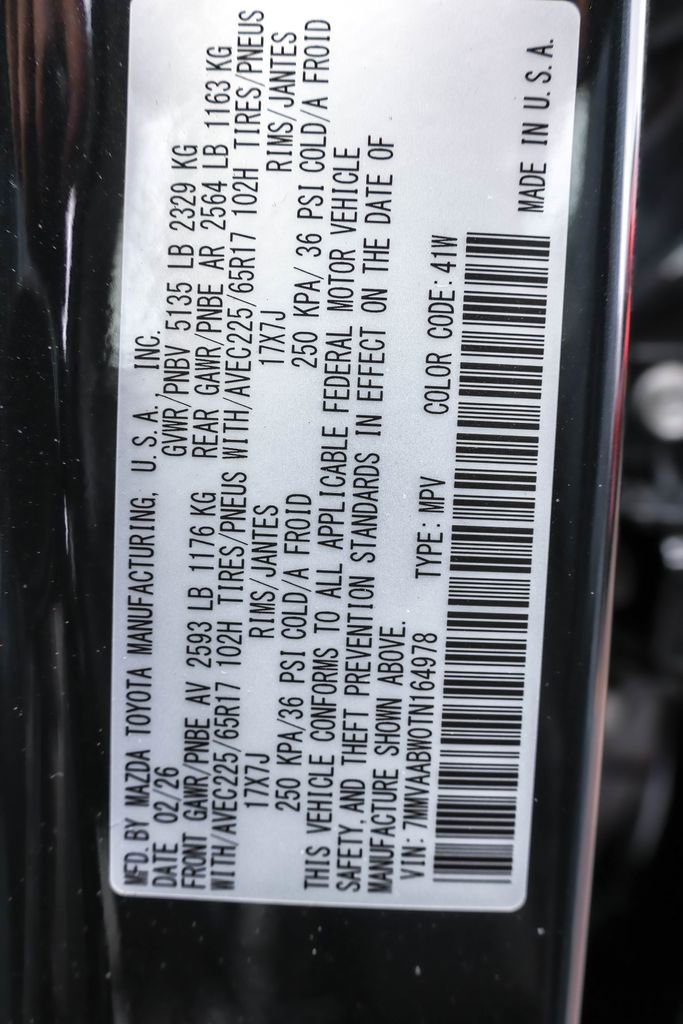 MFD. BY MAZDA TOYOTA MANUFACTURING, U.S.A. INC.
DATE 02/26 GVWR/PNBV 5135 LB 2329 KG
FRONT GAWR/PNBE AV 2593 LB 1176 KG REAR GAWR/PNBE AR 2564 LB 1163 KG
WITH/AVEC225/65R17 102H TIRES/PNEUS WITH/AVEC225/65R17 102H TIRES/PNEUS
17X7J RIMS/JANTES 17X7J RIMS/JANTES
250 KPA/36 PSI COLD/A FROID 250 KPA/ 36 PSI COLD/A FROID
THIS VEHICLE CONFORMS TO ALL APPLICABLE FEDERAL MOTOR VEHICLE
SAFETY, AND THEFT PREVENTION STANDARDS IN EFFECT ON THE DATE OF
MANUFACTURE SHOWN ABOVE.
VIN: 7MMVAABW0TN164978 TYPE: MPV COLOR CODE: 41W
MADE IN U.S.A.